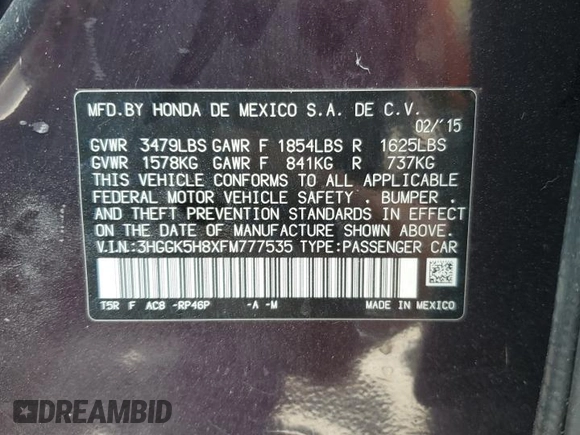 MFD.BY HONDA DE MEXICO S.A. DE C.V.
02/'15
GVWR 3479LBS GAWR F 1854LBS R 1625LBS
GVWR 1578KG GAWR F 841KG R 737KG
THIS VEHICLE CONFORMS TO ALL APPLICABLE
FEDERAL MOTOR VEHICLE SAFETY , BUMPER ,
AND THEFT PREVENTION STANDARDS IN EFFECT
ON THE DATE OF MANUFACTURE SHOWN ABOVE.
V.I.N.:3HGGK5H8XFM777535 TYPE:PASSENGER CAR
T5R F AC8 -RP46P -A -M MADE IN MEXICO
DREAMBID